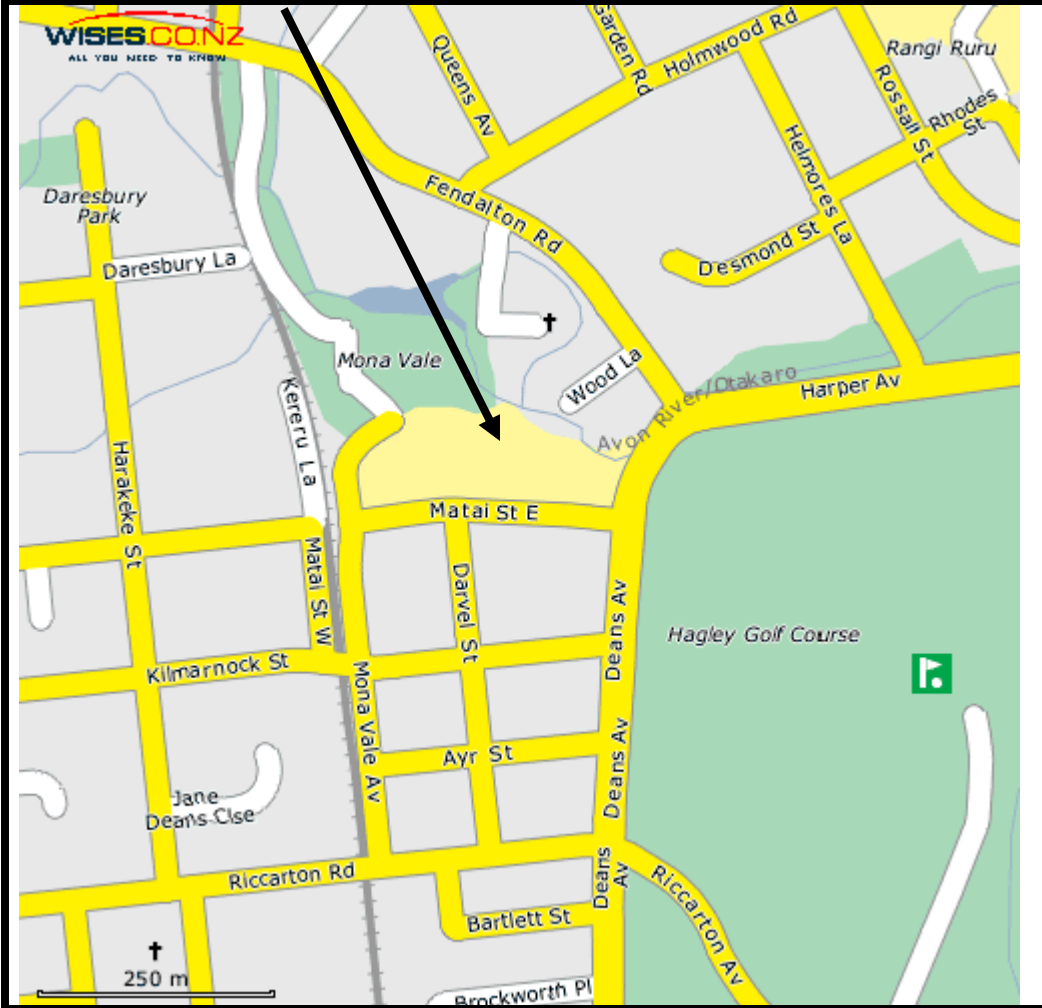 WISES.CO.NZ
ALL YOU NEED TO KNOW
Queens Av
Garden Rd
Holmwood Rd
Rangi Ruru
Rossall St
Rhodes
St
Helmores La
Daresbury
Park
Fendalton Rd
Desmond St
Daresbury La
Mona Vale
Wood La
Avon River/Otakaro
Harper Av
Kereru La
Harakeke St
Matai St E
Matai St W
Darvel St
Deans Av
Hagley Golf Course
Kilmarnock St
Mona Vale Av
Deans Av
Ayr St
Jane
Deans Clse
Riccarton Rd
Deans
Av
Riccarton Av
Bartlett St
250 m
Brockworth Pl